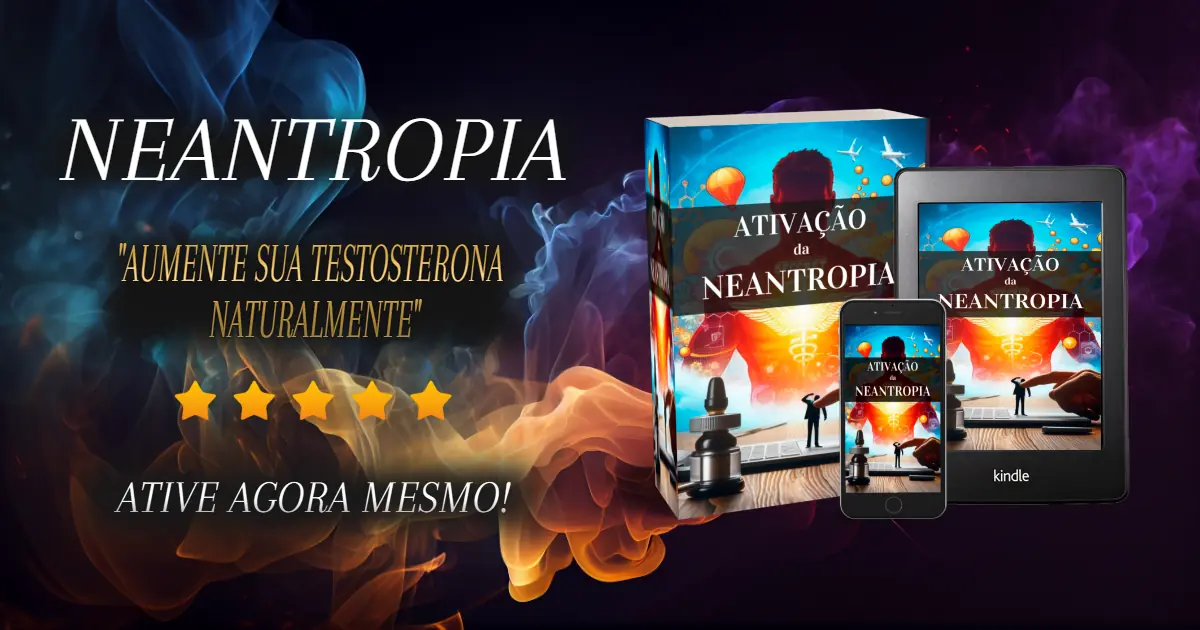 NEANTROPIA
"AUMENTE SUA TESTOSTERONA
NATURALMENTE"
ATIVE AGORA MESMO!
ATIVAÇÃO
da
NEANTROPIA
ATIVAÇÃO
da
NEANTROPIA
kindle
ATIVAÇÃO
da
NEANTROPIA